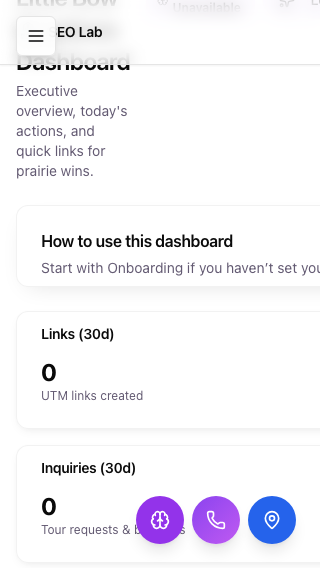 Little Bow
Unavailable
SEO Lab
Dashboard
Executive
overview, today's
actions, and
quick links for
prairie wins.
How to use this dashboard
Start with Onboarding if you haven't set you
Links (30d)
0
UTM links created
Inquiries (30d)
0
Tour requests &